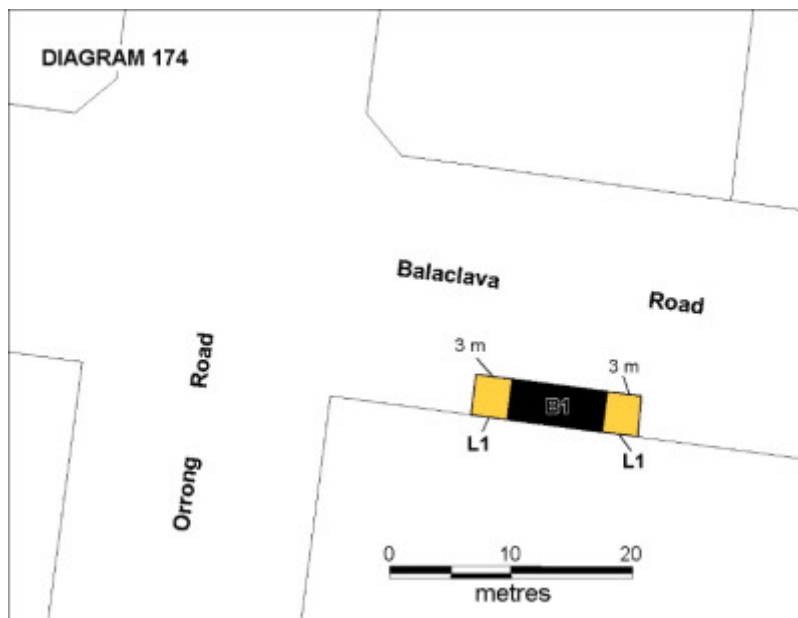 DIAGRAM 174
Balaclava Road
Orrong Road
3 m
3 m
B1
L1
L1
0 10 20
metres